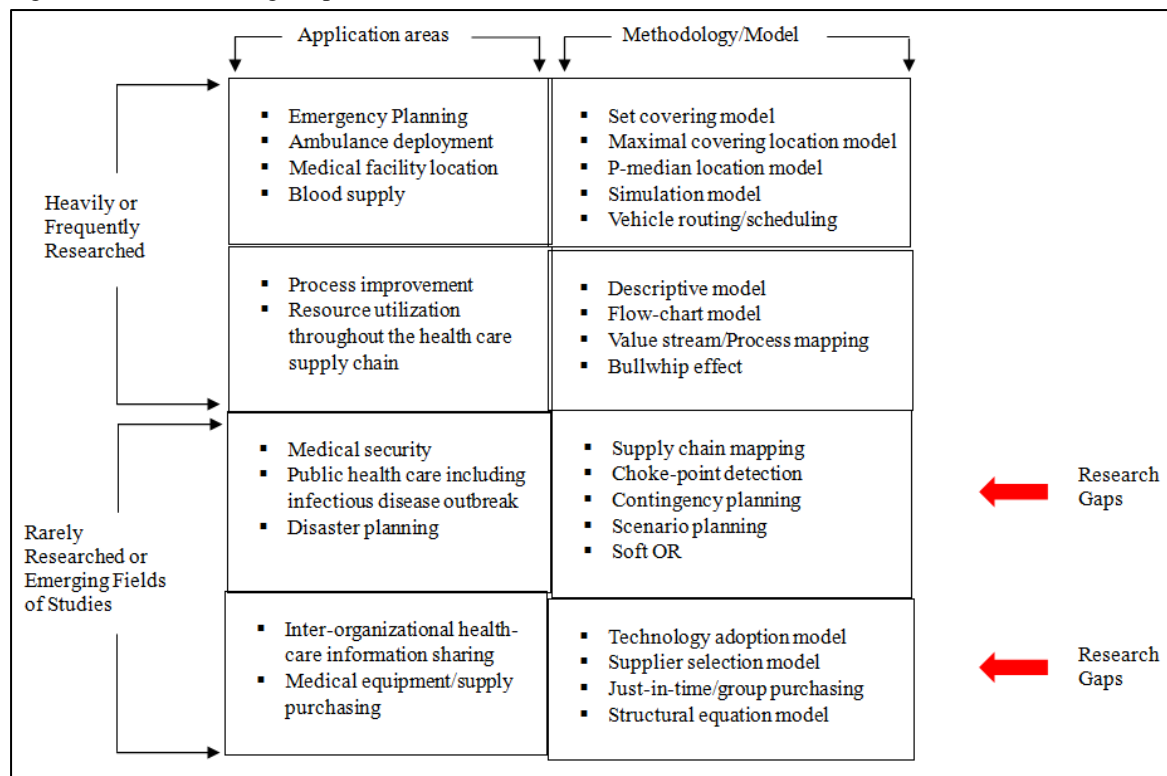 Application areas
Methodology/Model
Heavily or
Frequently
Researched
▪ Emergency Planning
▪ Ambulance deployment
▪ Medical facility location
▪ Blood supply
▪ Set covering model
▪ Maximal covering location model
▪ P-median location model
▪ Simulation model
▪ Vehicle routing/scheduling
▪ Process improvement
▪ Resource utilization
throughout the health care
supply chain
▪ Descriptive model
▪ Flow-chart model
▪ Value stream/Process mapping
▪ Bullwhip effect
Rarely
Researched or
Emerging Fields
of Studies
▪ Medical security
▪ Public health care including
infectious disease outbreak
▪ Disaster planning
▪ Supply chain mapping
▪ Choke-point detection
▪ Contingency planning
▪ Scenario planning
▪ Soft OR
Research
Gaps
▪ Inter-organizational health-
care information sharing
▪ Medical equipment/supply
purchasing
▪ Technology adoption model
▪ Supplier selection model
▪ Just-in-time/group purchasing
▪ Structural equation model
Research
Gaps